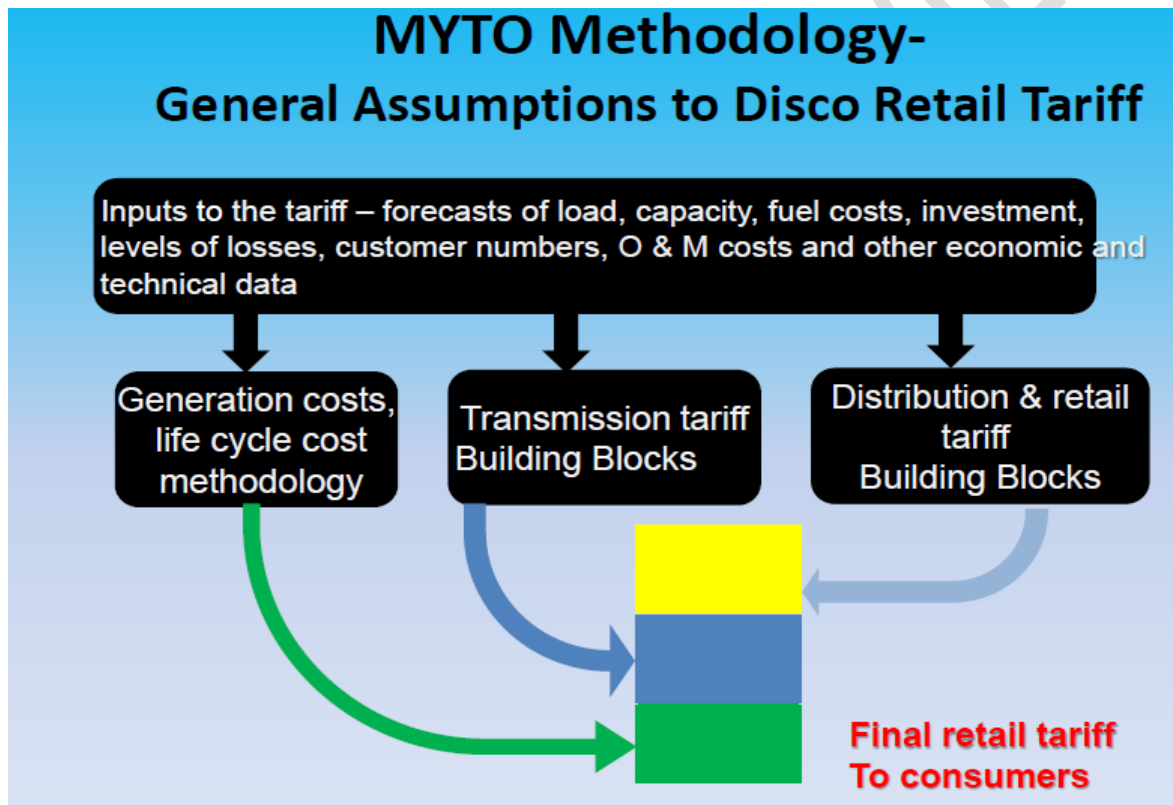 MYTO Methodology-
General Assumptions to Disco Retail Tariff
Inputs to the tariff – forecasts of load, capacity, fuel costs, investment,
levels of losses, customer numbers, O & M costs and other economic and
technical data
Generation costs,
life cycle cost
methodology
Transmission tariff
Building Blocks
Distribution & retail
tariff
Building Blocks
Final retail tariff
To consumers